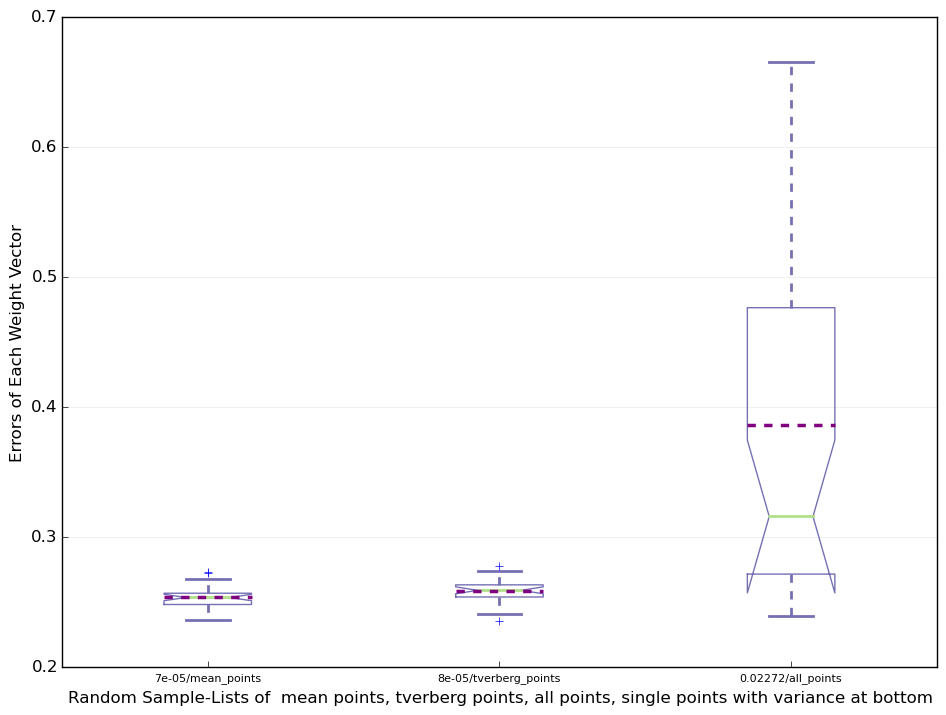 0.7
0.6
0.5
0.4
0.3
0.2
Errors of Each Weight Vector
7e-05/mean_points
8e-05/tverberg_points
0.02272/all_points
Random Sample-Lists of  mean points, tverberg points, all points, single points with variance at bottom